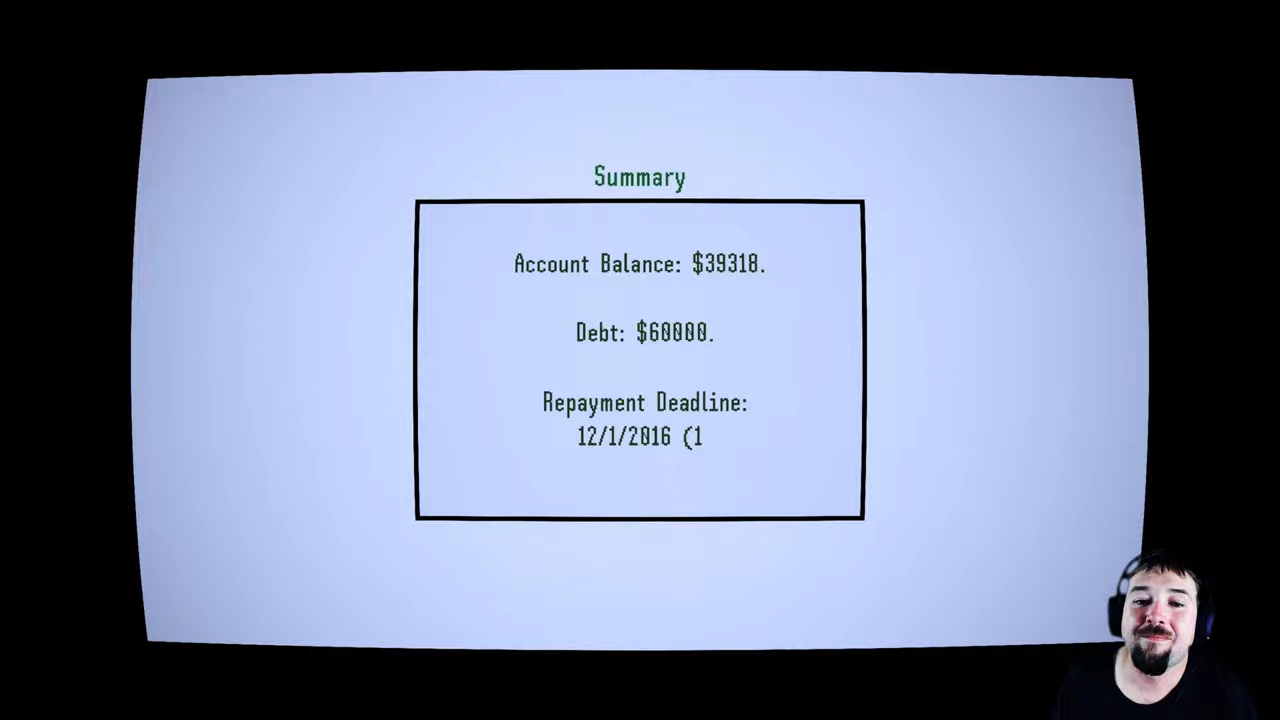 Summary
Account Balance: $39318.
Debt: $60000.
Repayment Deadline:
12/1/2016 (1